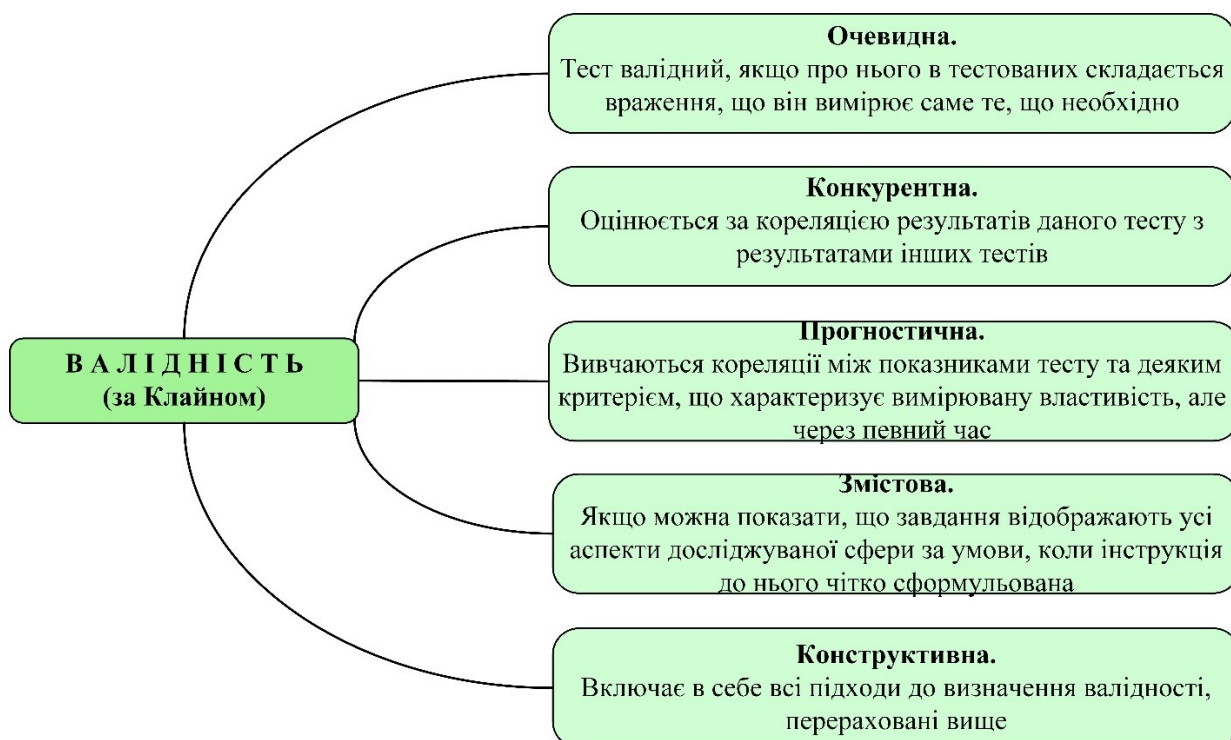 Очевидна.
Тест валідний, якщо про нього в тестованих складається
враження, що він вимірює саме те, що необхідно
Конкурентна.
Оцінюється за кореляцією результатів даного тесту з
результатами інших тестів
В А Л І Д Н І С Т Ь
(за Клайном)
Прогностична.
Вивчаються кореляції між показниками тесту та деяким
критерієм, що характеризує вимірювану властивість, але
через певний час
Змістова.
Якщо можна показати, що завдання відображають усі
аспекти досліджуваної сфери за умови, коли інструкція
до нього чітко сформульована
Конструктивна.
Включає в себе всі підходи до визначення валідності,
перераховані вище